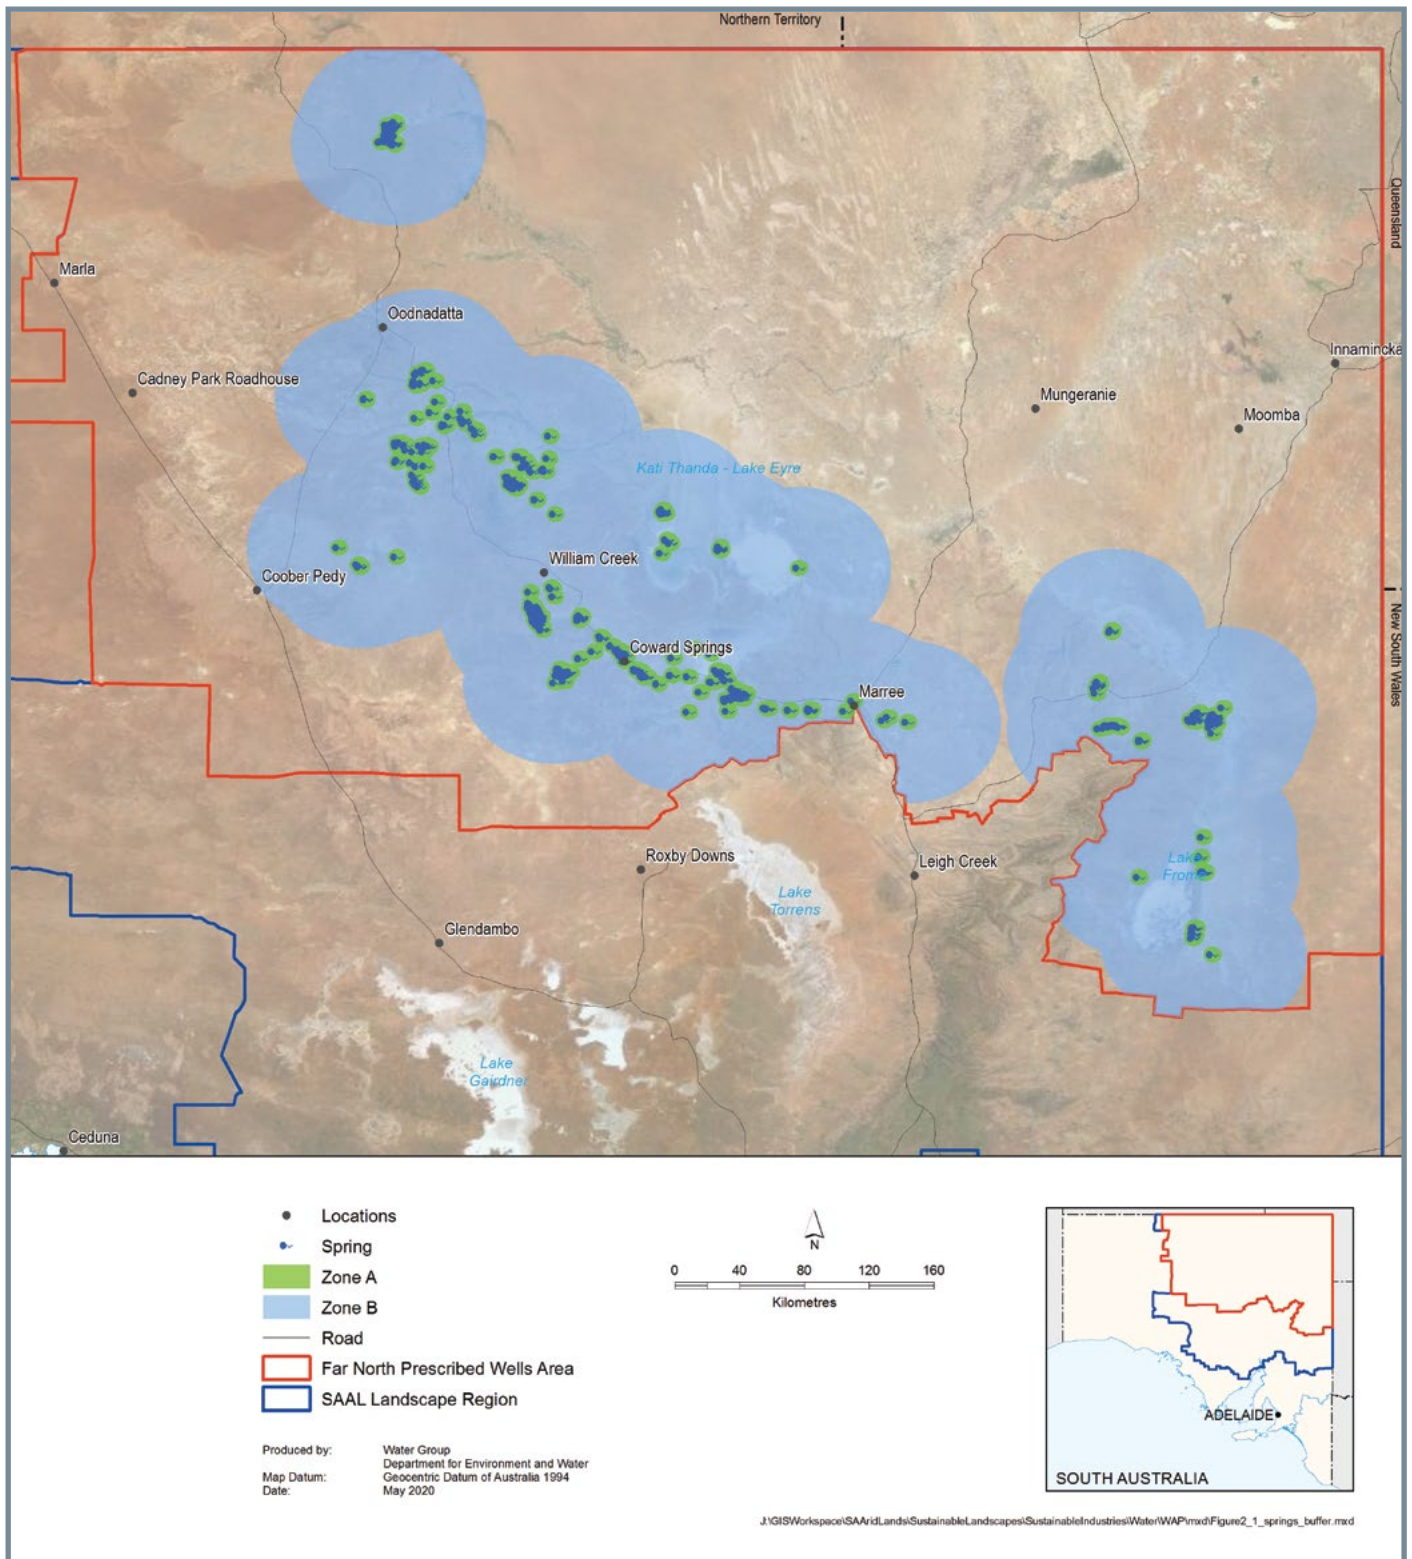 Northern Territory
Queensland
Marla
Oodnadatta
Innamincka
Cadney Park Roadhouse
Mungeranie
Moomba
Kati Thanda - Lake Eyre
William Creek
Coober Pedy
New South Wales
Coward Springs
Marree
Roxby Downs
Leigh Creek
Lake
Frome
Lake
Torrens
Glendambo
Lake
Gairdner
Ceduna
Locations
Spring
Zone A
Zone B
Road
Far North Prescribed Wells Area
SAAL Landscape Region
N
0 40 80 120 160
Kilometres
ADELAIDE
SOUTH AUSTRALIA
Produced by: Water Group
Department for Environment and Water
Map Datum: Geocentric Datum of Australia 1994
Date: May 2020
J:\GISWorkspace\SAAridLands\SustainableLandscapes\SustainableIndustries\Water\WAP\mxd\Figure2_1_springs_buffer.mxd